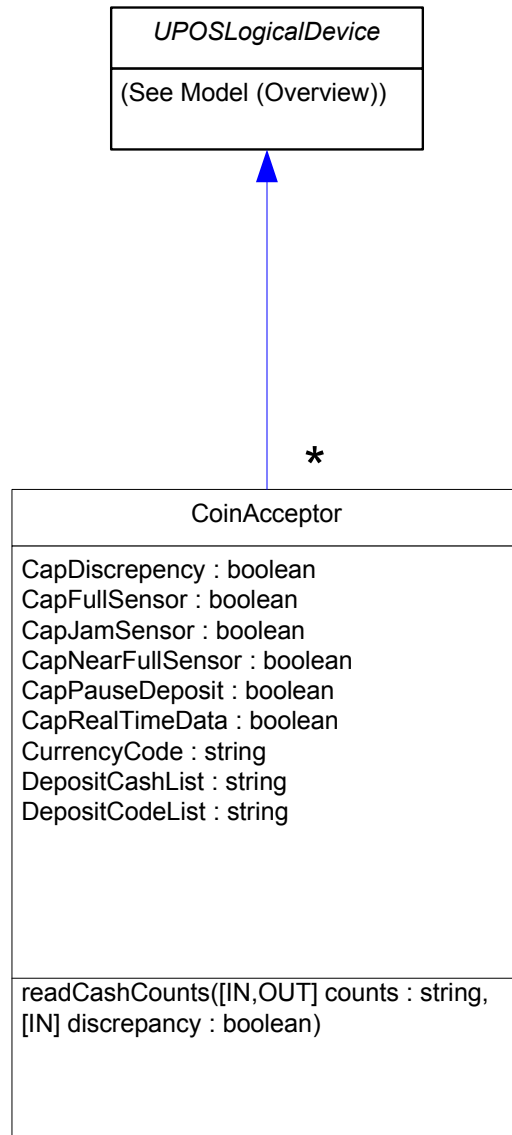 UPOSLogicalDevice
(See Model (Overview))
*
CoinAcceptor
CapDiscrepency : boolean
CapFullSensor : boolean
CapJamSensor : boolean
CapNearFullSensor : boolean
CapPauseDeposit : boolean
CapRealTimeData : boolean
CurrencyCode : string
DepositCashList : string
DepositCodeList : string
readCashCounts([IN,OUT] counts : string,
[IN] discrepancy : boolean)